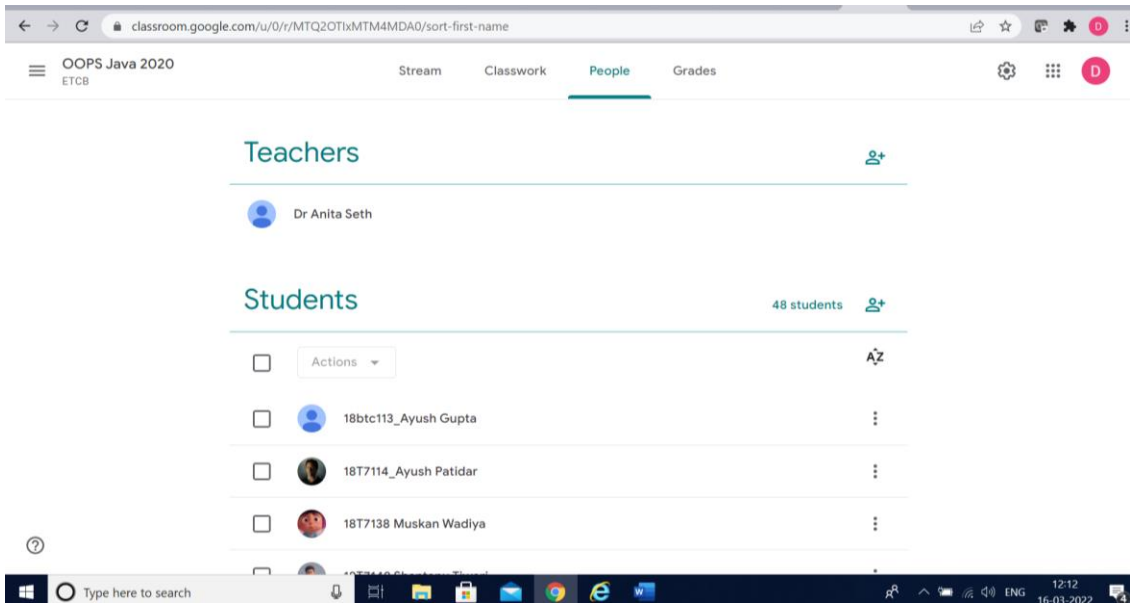 classroom.google.com/u/0/r/MTQ2OTIxMTM4MDA0/sort-first-name
D
OOPS Java 2020
ETCB
Stream Classwork People Grades
D
Teachers
Dr Anita Seth
Students
48 students
Actions
AZ
18btc113_Ayush Gupta
18T7114_Ayush Patidar
18T7138 Muskan Wadiya
Type here to search
ENG
12:12
16-03-2022
4